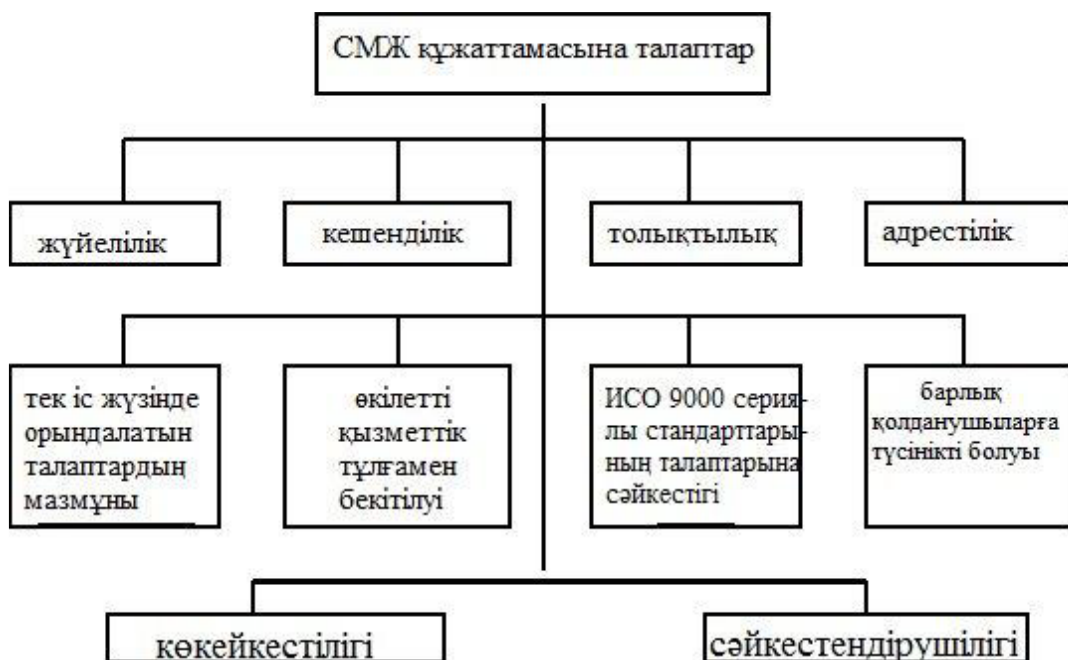 СМЖ құжаттамасына талаптар
жүйелілік
кешенділік
толықтылық
адрестілік
тек іс жүзінде
орындалатын
талаптардың
мазмұны
өкілетті
қызметтік
тұлғамен
бекітілуі
ИСО 9000 серия-
лы стандарттары-
ның талаптарына
сәйкестігі
барлық
қолданушыларға
түсінікті болуы
көкейкестілігі
сәйкестендірушілігі